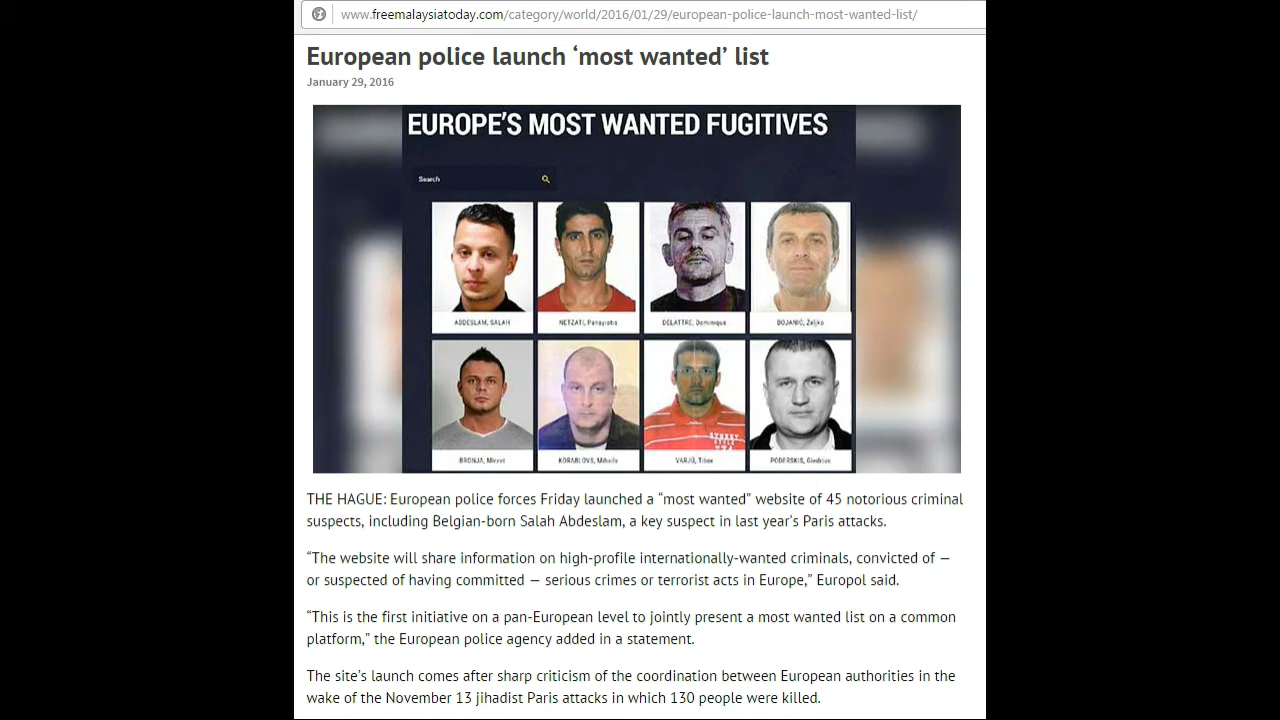 www.freemalaysiatoday.com/category/world/2016/01/29/european-police-launch-most-wanted-list/
European police launch ‘most wanted’ list
January 29, 2016
EUROPE'S MOST WANTED FUGITIVES
Search
ABDESLAM, SALAH
NETZATI, Panayiotis
DELATTRE, Dominique
BOJANIĆ, Željko
BRONJA, Mirret
KORABLOVS, Mihails
VARJÚ, Tibor
PODERSKIS, Giedrius
STREET
STYLE
THE HAGUE: European police forces Friday launched a “most wanted” website of 45 notorious criminal
suspects, including Belgian-born Salah Abdeslam, a key suspect in last year’s Paris attacks.
“The website will share information on high-profile internationally-wanted criminals, convicted of —
or suspected of having committed — serious crimes or terrorist acts in Europe,” Europol said.
“This is the first initiative on a pan-European level to jointly present a most wanted list on a common
platform,” the European police agency added in a statement.
The site’s launch comes after sharp criticism of the coordination between European authorities in the
wake of the November 13 jihadist Paris attacks in which 130 people were killed.